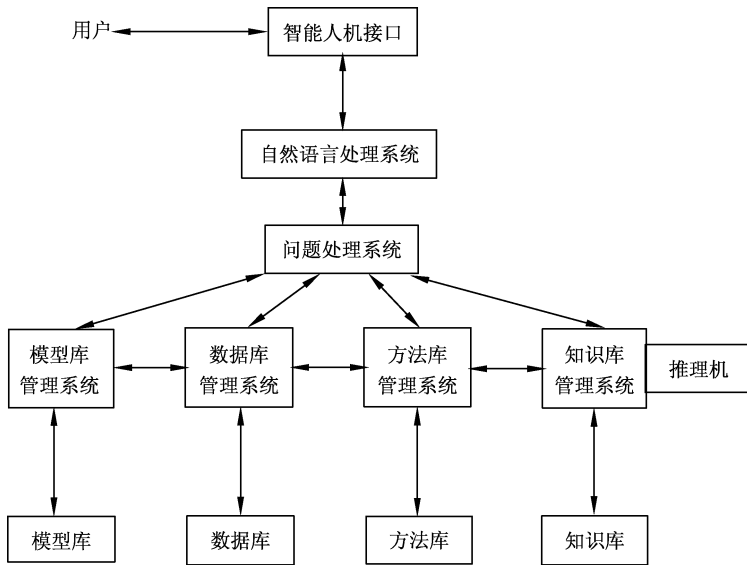 用户
智能人机接口
自然语言处理系统
问题处理系统
模型库
管理系统
数据库
管理系统
方法库
管理系统
知识库
管理系统
推理机
模型库
数据库
方法库
知识库